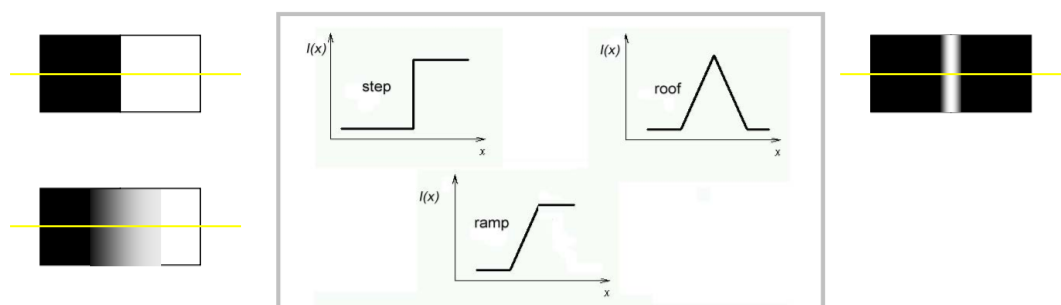 I(x)
step
x
I(x)
roof
x
I(x)
ramp
x